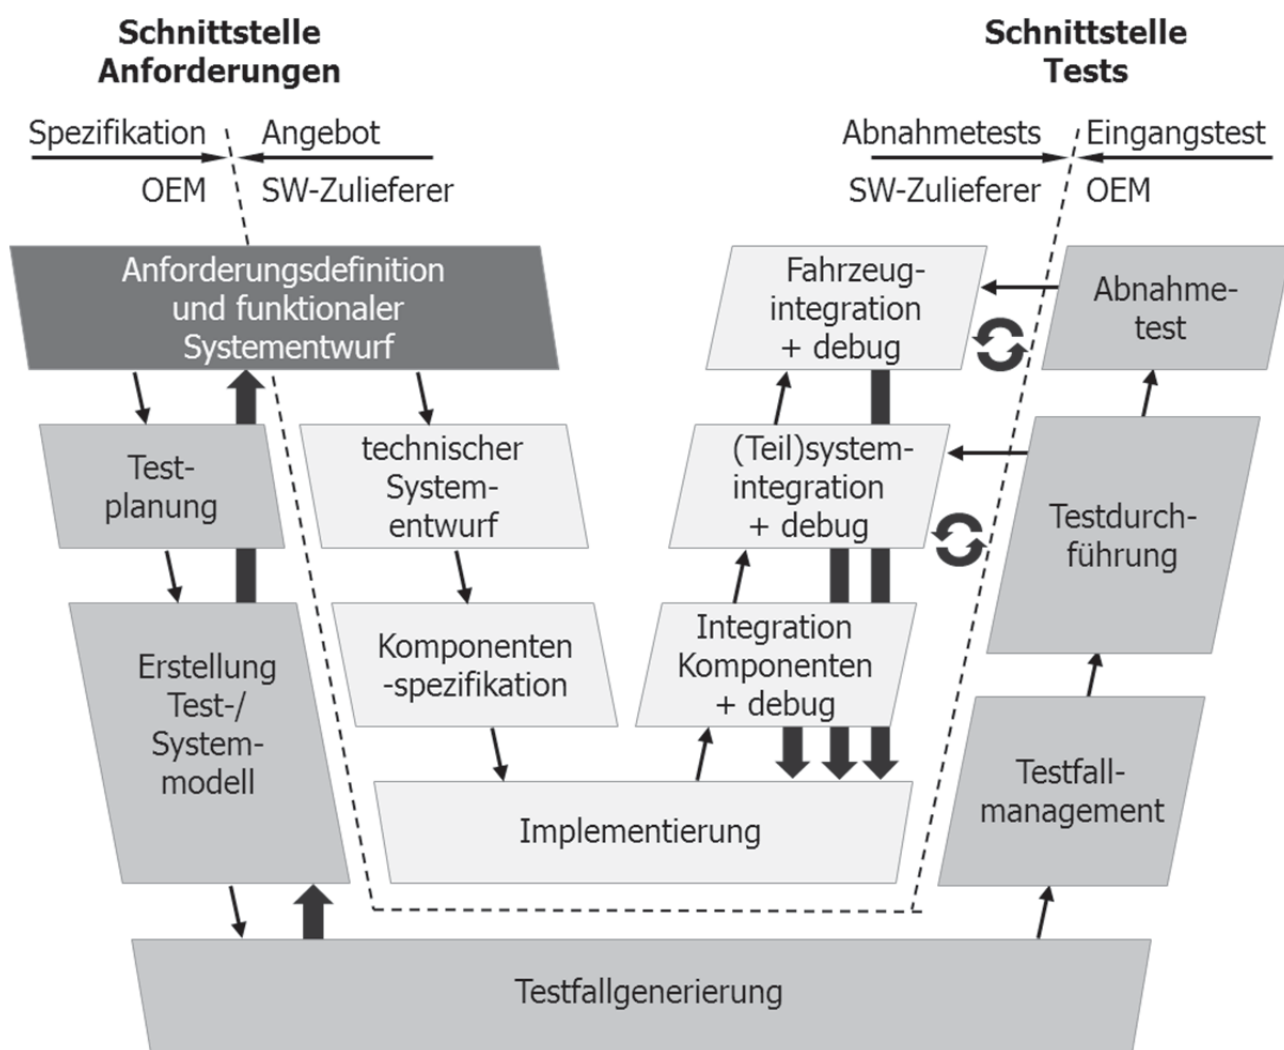 Schnittstelle
Anforderungen
Schnittstelle
Tests
Spezifikation
Angebot
OEM
SW-Zulieferer
Abnahmetests
Eingangstest
SW-Zulieferer
OEM
Anforderungsdefinition
und funktionaler
Systementwurf
Test-
planung
Erstellung
Test-/
System-
modell
technischer
System-
entwurf
Komponenten
-spezifikation
Implementierung
Fahrzeug-
integration
+ debug
(Teil)system-
integration
+ debug
Integration
Komponenten
+ debug
Abnahme-
test
Testdurch-
führung
Testfall-
management
Testfallgenerierung